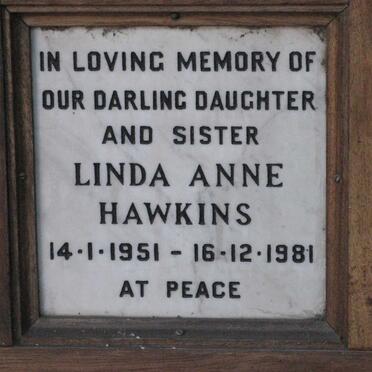 IN LOVING MEMORY OF
OUR DARLING DAUGHTER
AND SISTER
LINDA ANNE
HAWKINS
14·1·1951 - 16·12·1981
AT PEACE